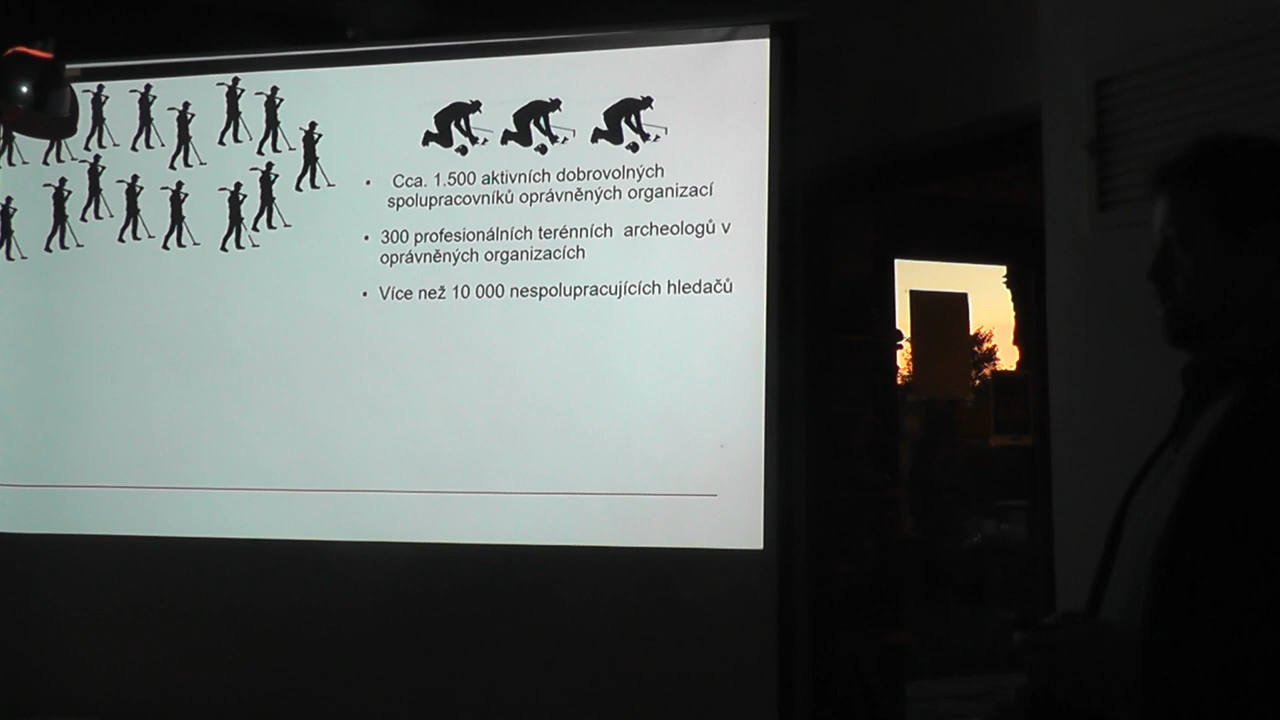 Cca. 1.500 aktivních dobrovolných
spolupracovníků oprávněných organizací
300 profesionálních terénních archeologů v
oprávněných organizacích
Více než 10 000 nespolupracujících hledačů